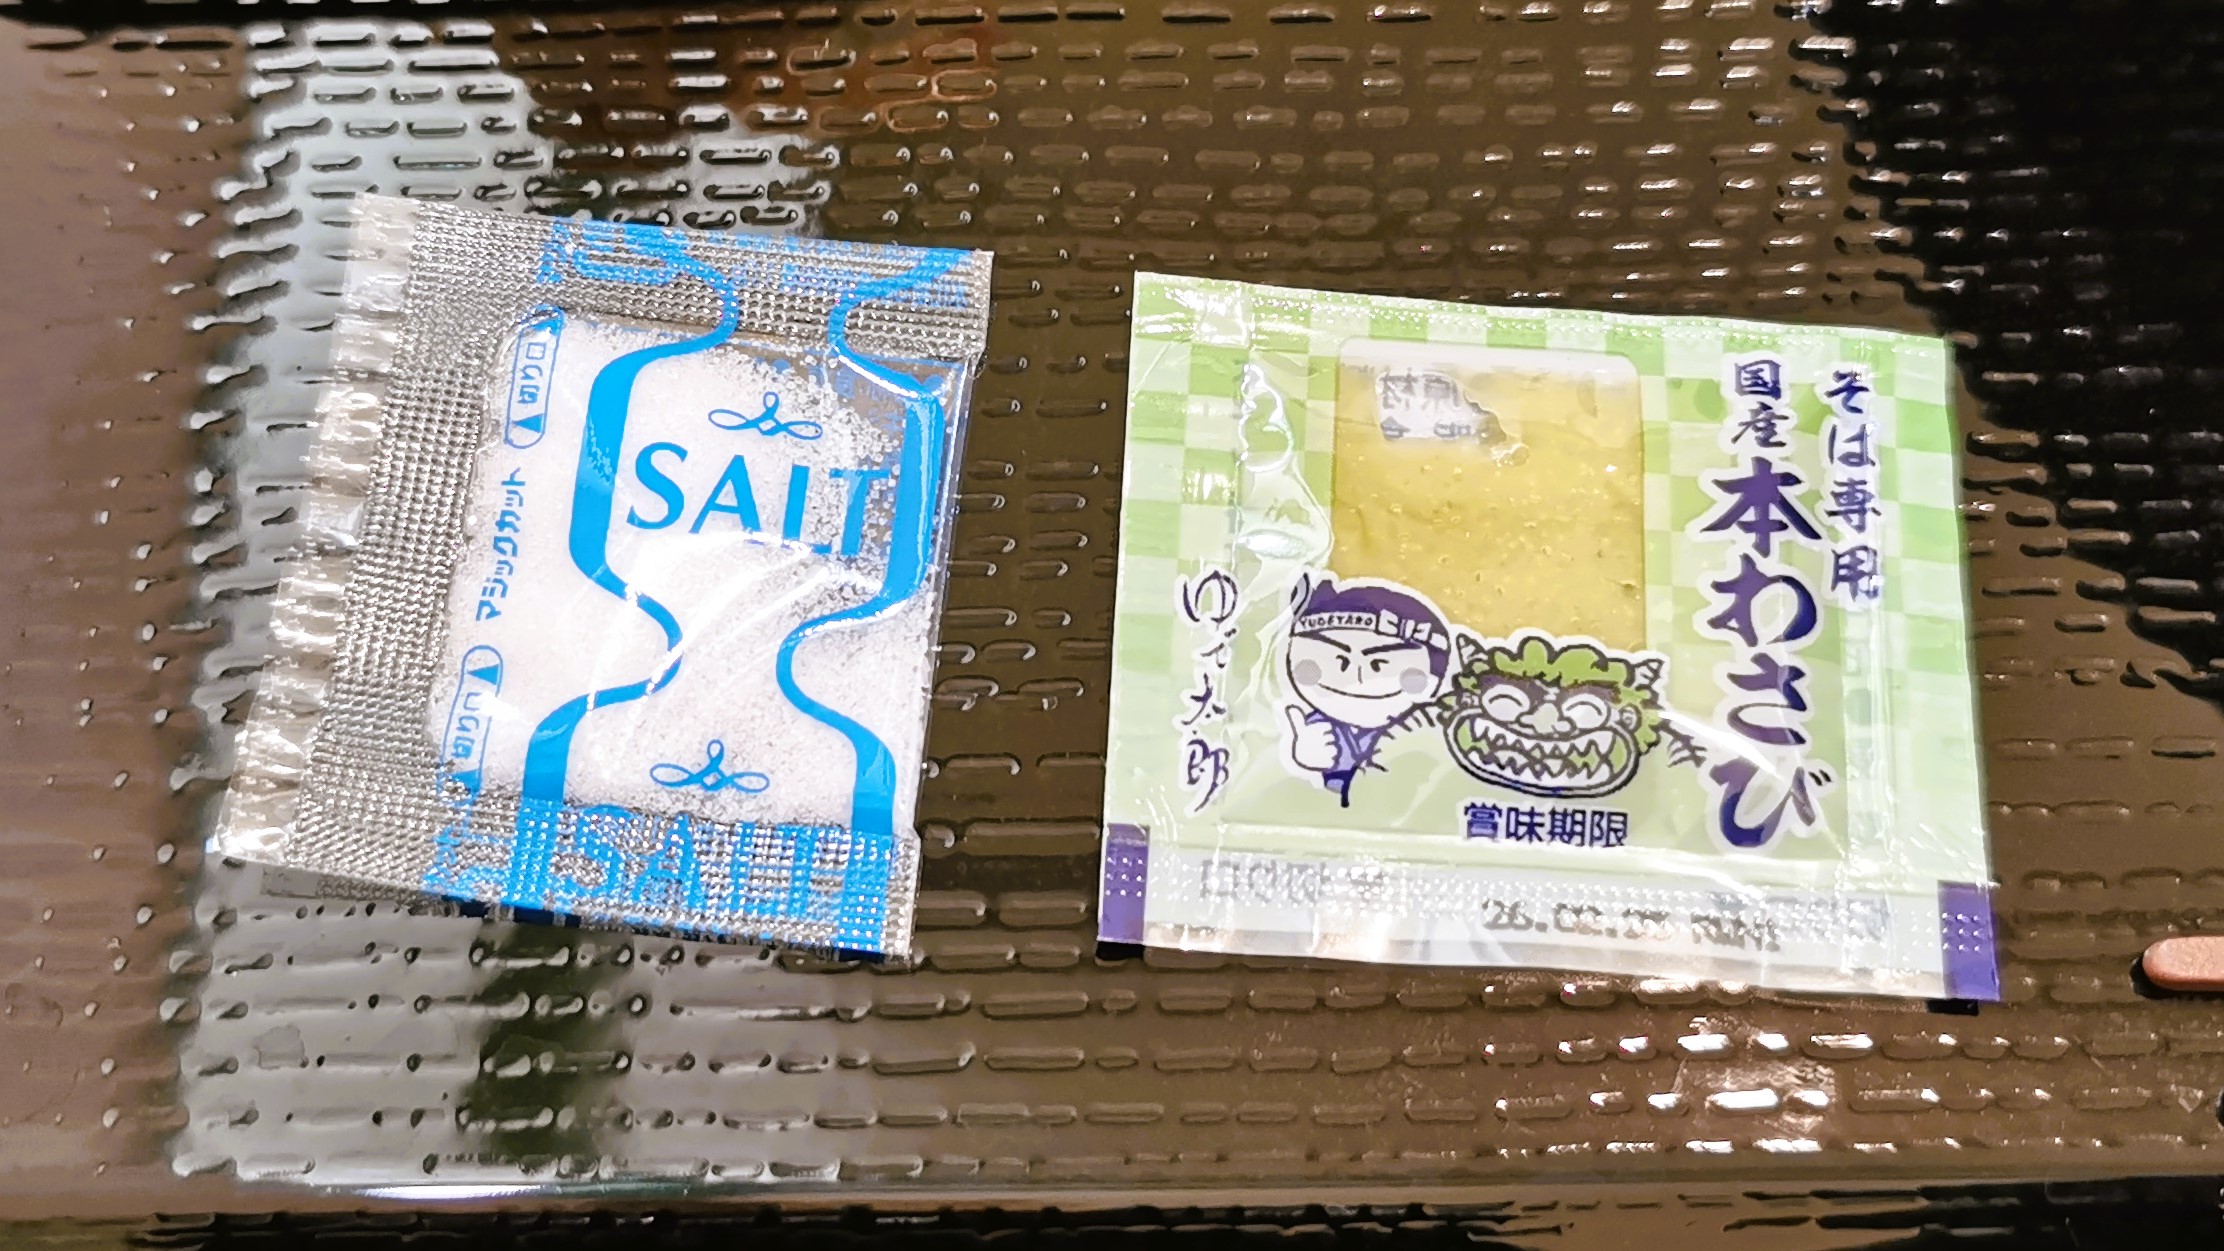 切り口
マジックカット
切り口
SALT
SALT
そば専用
国産
本わさび
ゆで太郎
YUDETARO
賞味期限